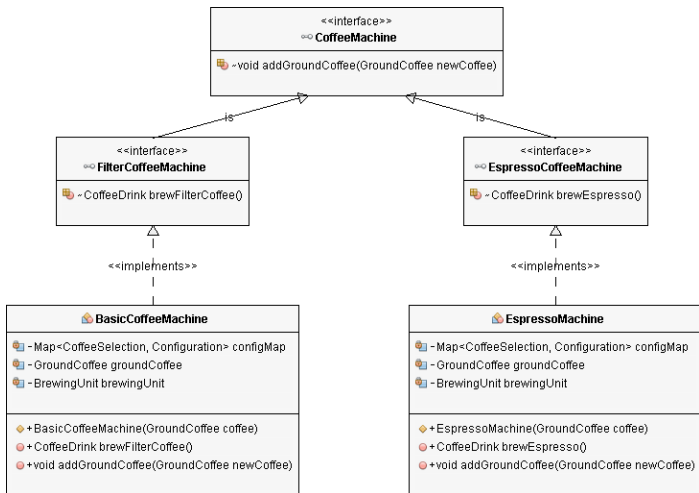 <<interface>>
CoffeeMachine
~void addGroundCoffee(GroundCoffee newCoffee)
is
is
<<interface>>
FilterCoffeeMachine
~CoffeeDrink brewFilterCoffee()
<<interface>>
EspressoCoffeeMachine
~CoffeeDrink brewEspresso()
<<implements>>
<<implements>>
BasicCoffeeMachine
-Map<CoffeeSelection, Configuration> configMap
-GroundCoffee groundCoffee
-BrewingUnit brewingUnit
+BasicCoffeeMachine(GroundCoffee coffee)
+CoffeeDrink brewFilterCoffee()
+void addGroundCoffee(GroundCoffee newCoffee)
EspressoMachine
-Map<CoffeeSelection, Configuration> configMap
-GroundCoffee groundCoffee
-BrewingUnit brewingUnit
+EspressoMachine(GroundCoffee coffee)
+CoffeeDrink brewEspresso()
+void addGroundCoffee(GroundCoffee newCoffee)